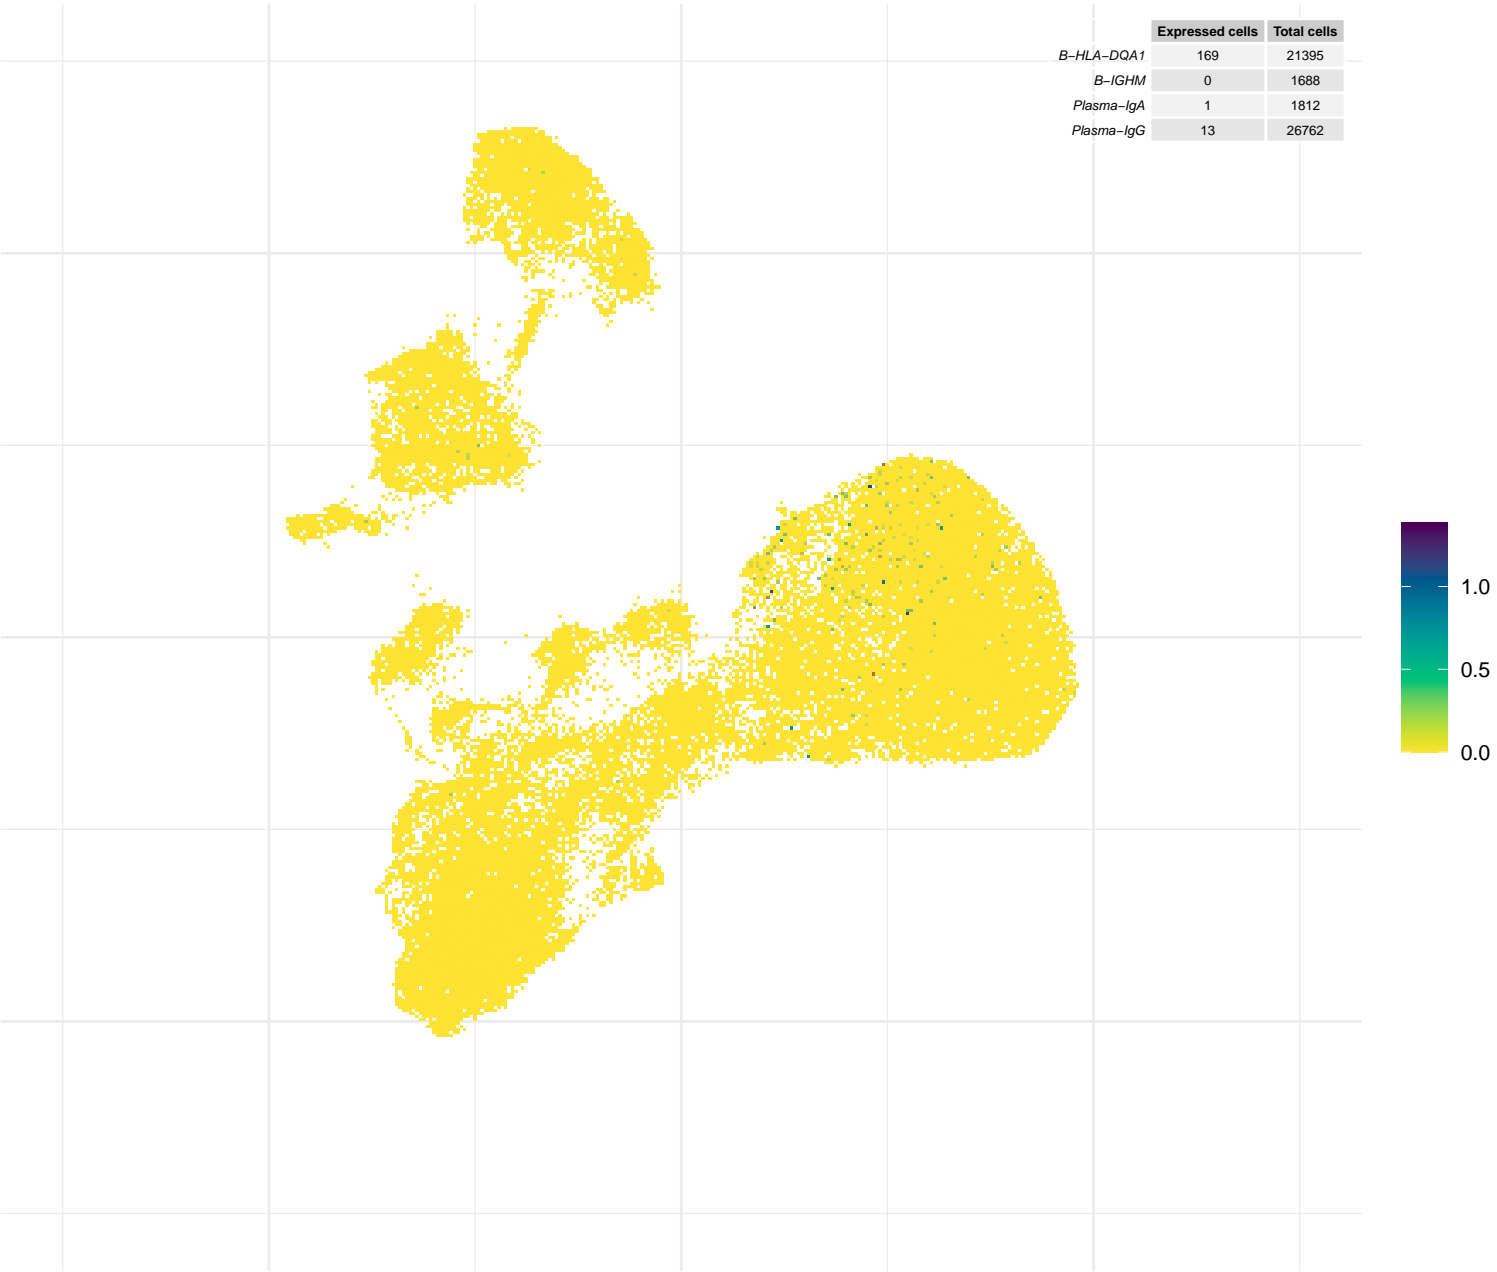 Expressed cells Total cells
B−HLA−DQA1 169 21395
B−IGHM 0 1688
Plasma−IgA 1 1812
Plasma−IgG 13 26762
1.0
0.5
0.0